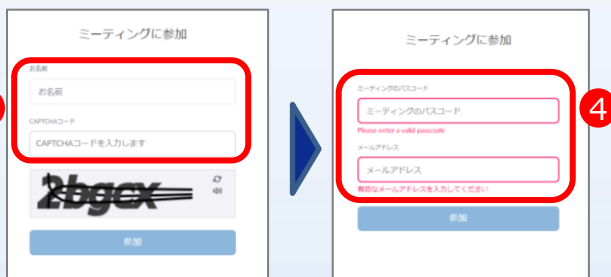 ミーティングに参加
お名前
お名前
CAPTCHAコード
CAPTCHAコードを入力します
2bgcx
参加
ミーティングに参加
ミーティングのパスコード
ミーティングのパスコード
Please enter a valid passcode
メールアドレス
メールアドレス
有効なメールアドレスを入力してください
参加
4